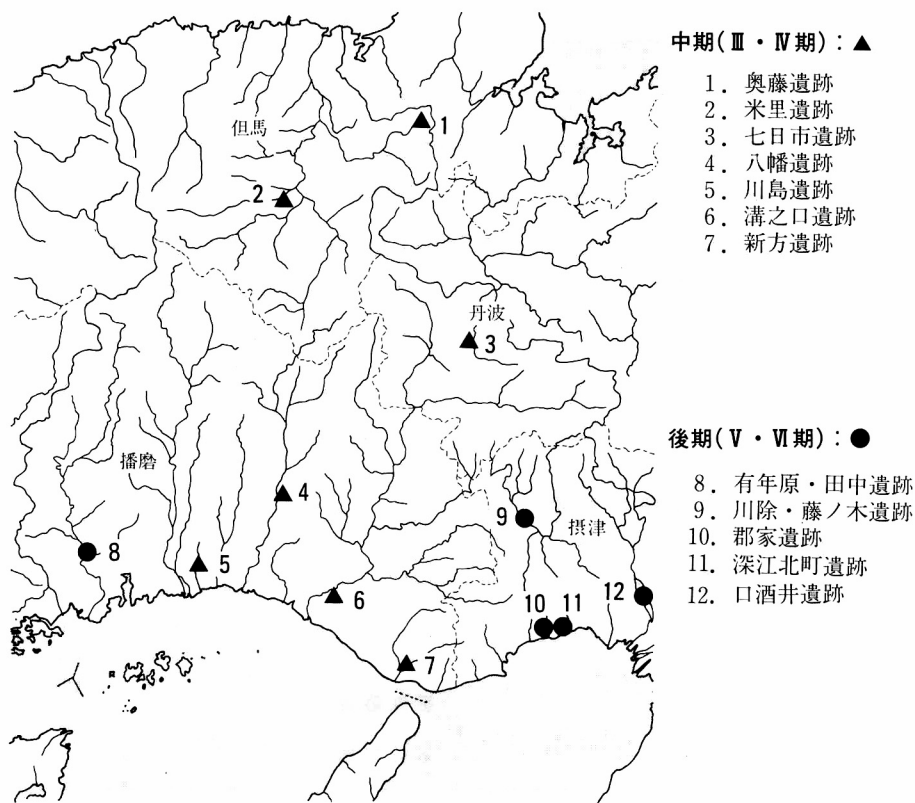 中期(Ⅲ・Ⅳ期):▲
1. 奥藤遺跡
2. 米里遺跡
3. 七日市遺跡
4. 八幡遺跡
5. 川島遺跡
6. 溝之口遺跡
7. 新方遺跡
後期(Ⅴ・Ⅵ期):●
8. 有年原・田中遺跡
9. 川除・藤ノ木遺跡
10. 郡家遺跡
11. 深江北町遺跡
12. 口酒井遺跡
但馬
1
2
丹波
3
播磨
4
9
摂津
8
5
6
12
10
11
7